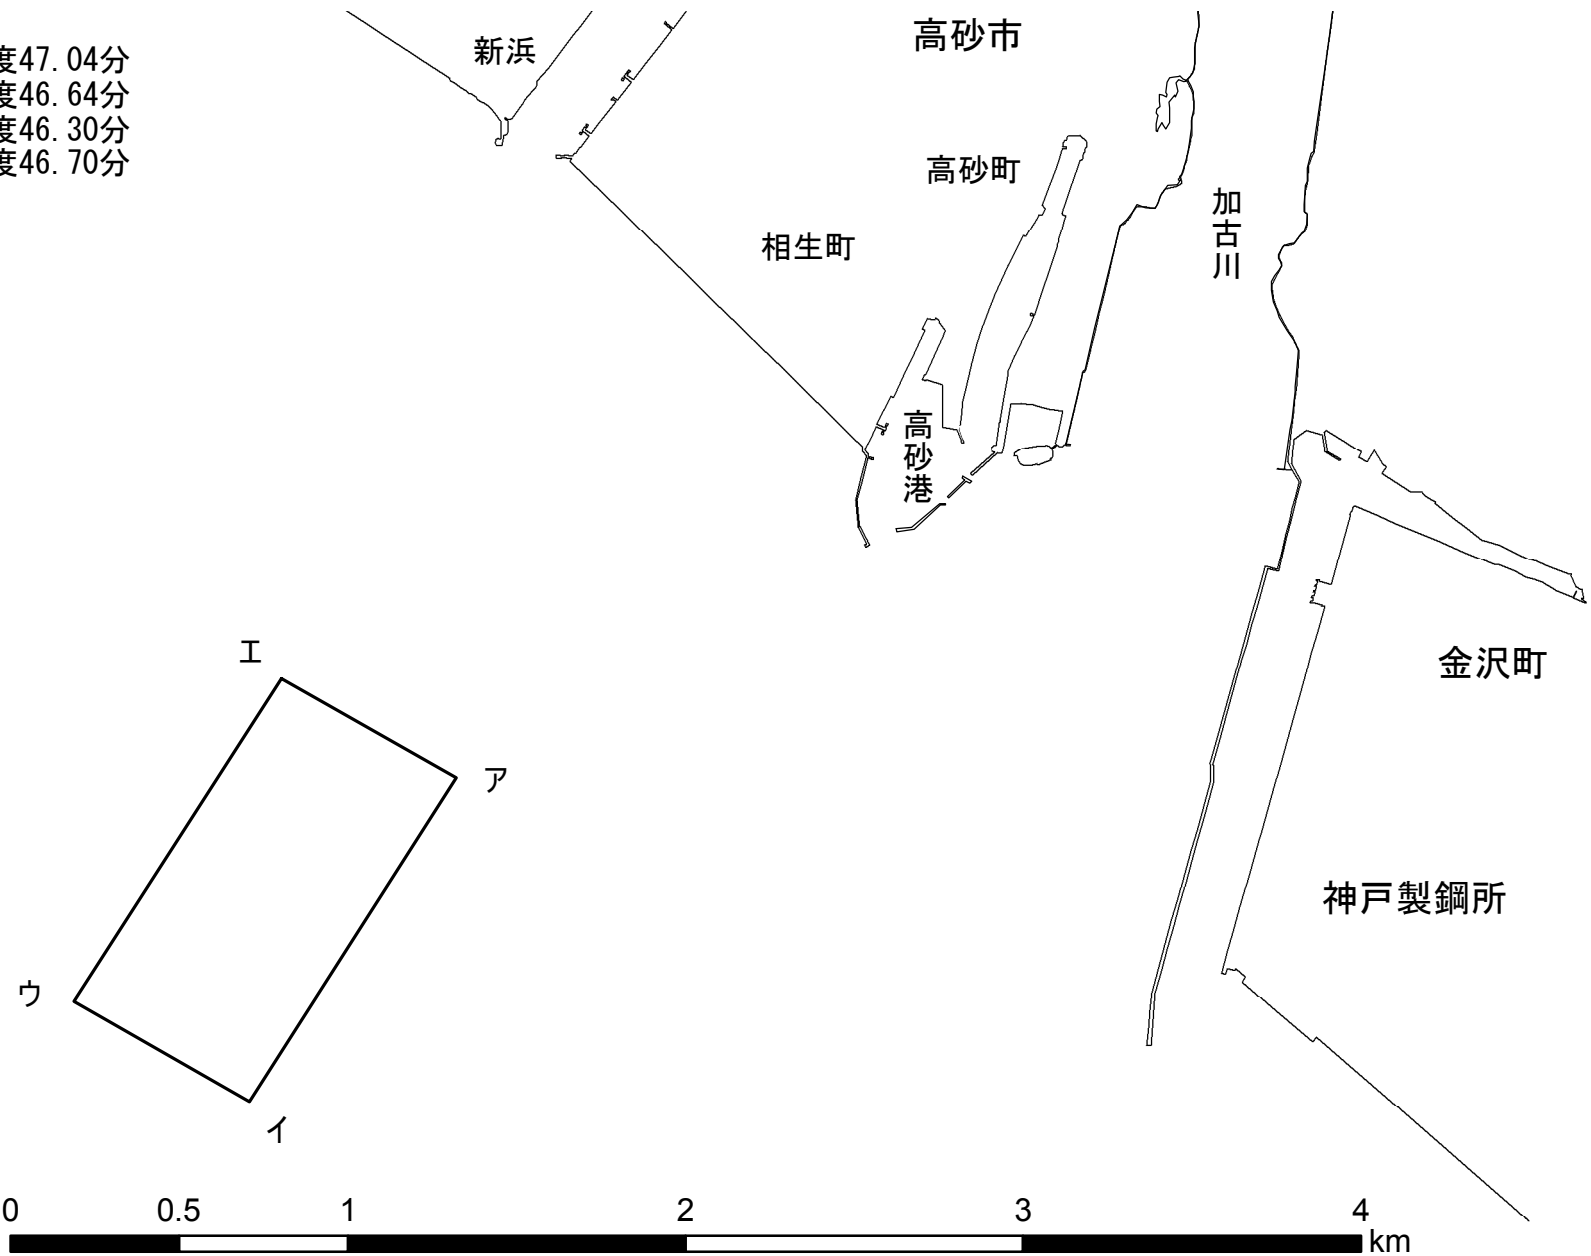 度47.04分
度46.64分
度46.30分
度46.70分
新浜
高砂市
高砂町
加古川
相生町
高砂港
エ
金沢町
ア
神戸製鋼所
ウ
イ
0 0.5 1 2 3 4
km